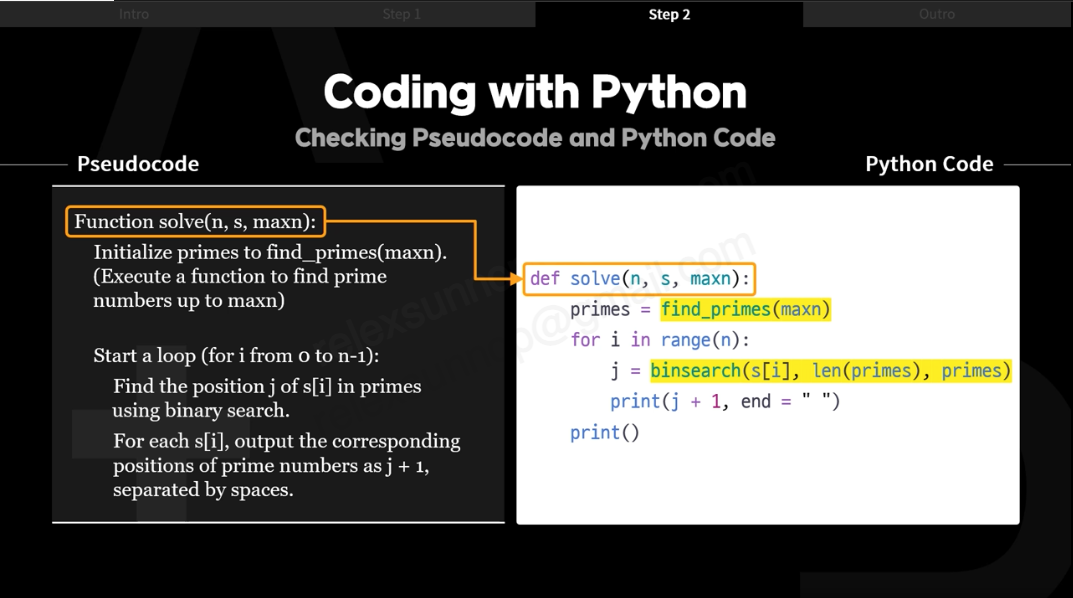 Intro
Step 1
Step 2
Outro
Coding with Python
Checking Pseudocode and Python Code
Pseudocode
Python Code
Function solve(n, s, maxn):
Initialize primes to find_primes(maxn).
(Execute a function to find prime
numbers up to maxn)
Start a loop (for i from 0 to n-1):
Find the position j of s[i] in primes
using binary search.
For each s[i], output the corresponding
positions of prime numbers as j + 1,
separated by spaces.
def solve(n, s, maxn):
primes = find_primes(maxn)
for i in range(n):
j = binsearch(s[i], len(primes), primes)
print(j + 1, end = " ")
print()